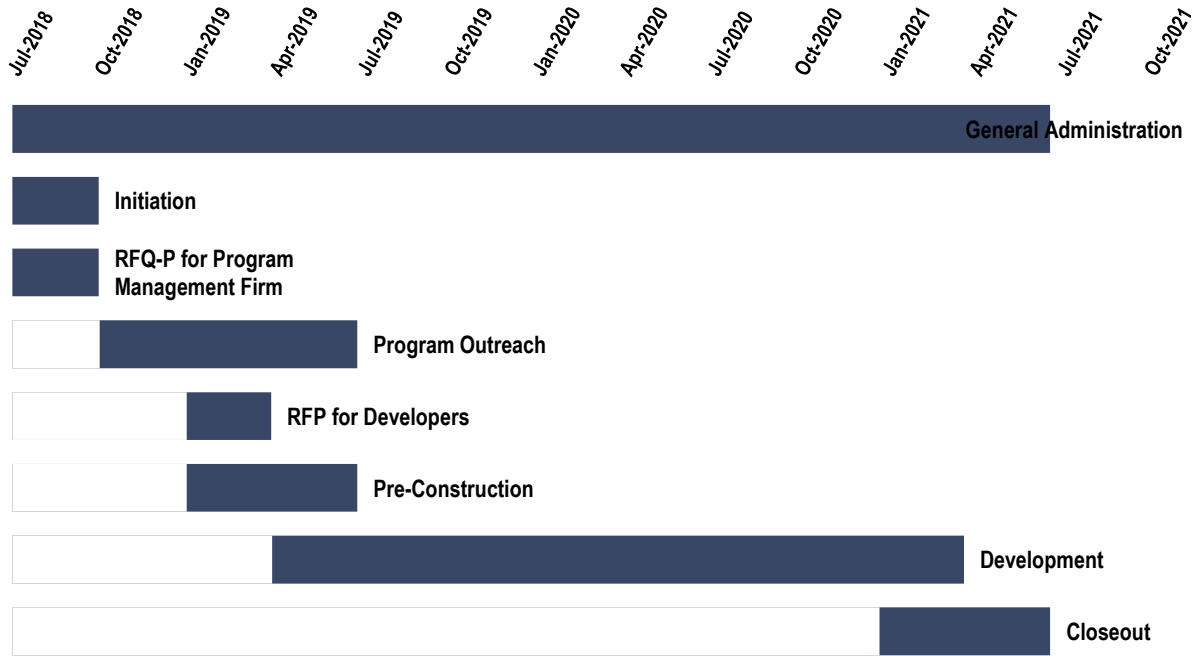 Jul-2018
Oct-2018
Jan-2019
Apr-2019
Jul-2019
Oct-2019
Jan-2020
Apr-2020
Jul-2020
Oct-2020
Jan-2021
Apr-2021
Jul-2021
Oct-2021
General Administration
Initiation
RFQ-P for Program
Management Firm
Program Outreach
RFP for Developers
Pre-Construction
Development
Closeout